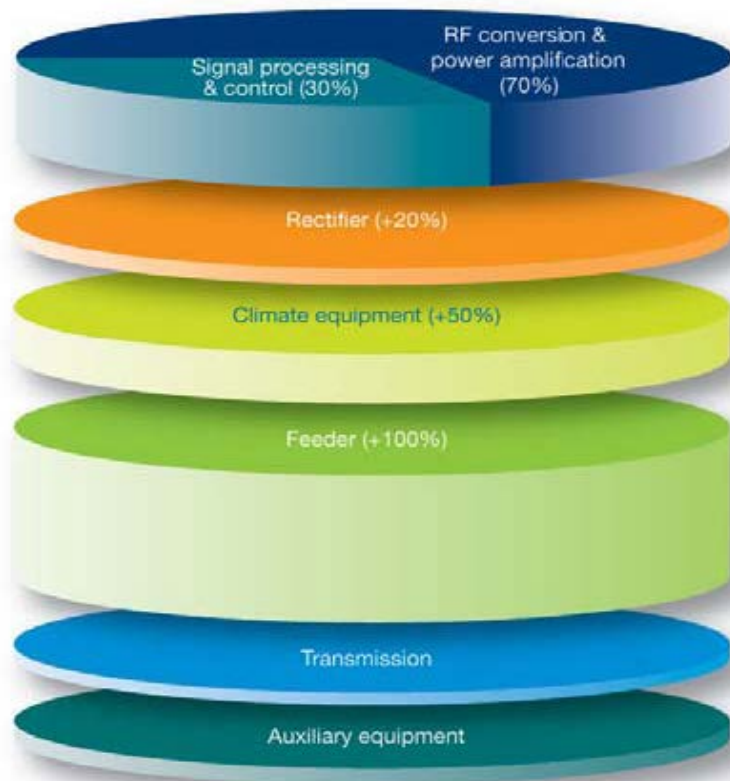 RF conversion &
power amplification
(70%)
Signal processing
& control (30%)
Rectifier (+20%)
Climate equipment (+50%)
Feeder (+100%)
Transmission
Auxiliary equipment